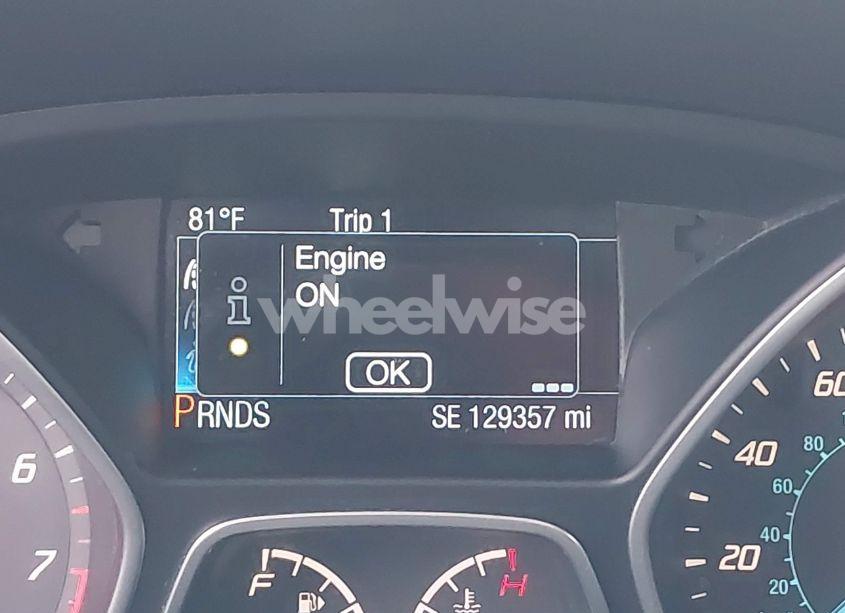 81°F Trip 1
Engine
ON
wheelwise
OK
PRNDS SE 129357 mi
6
7
F
H
60
40
20
80
60
40
20